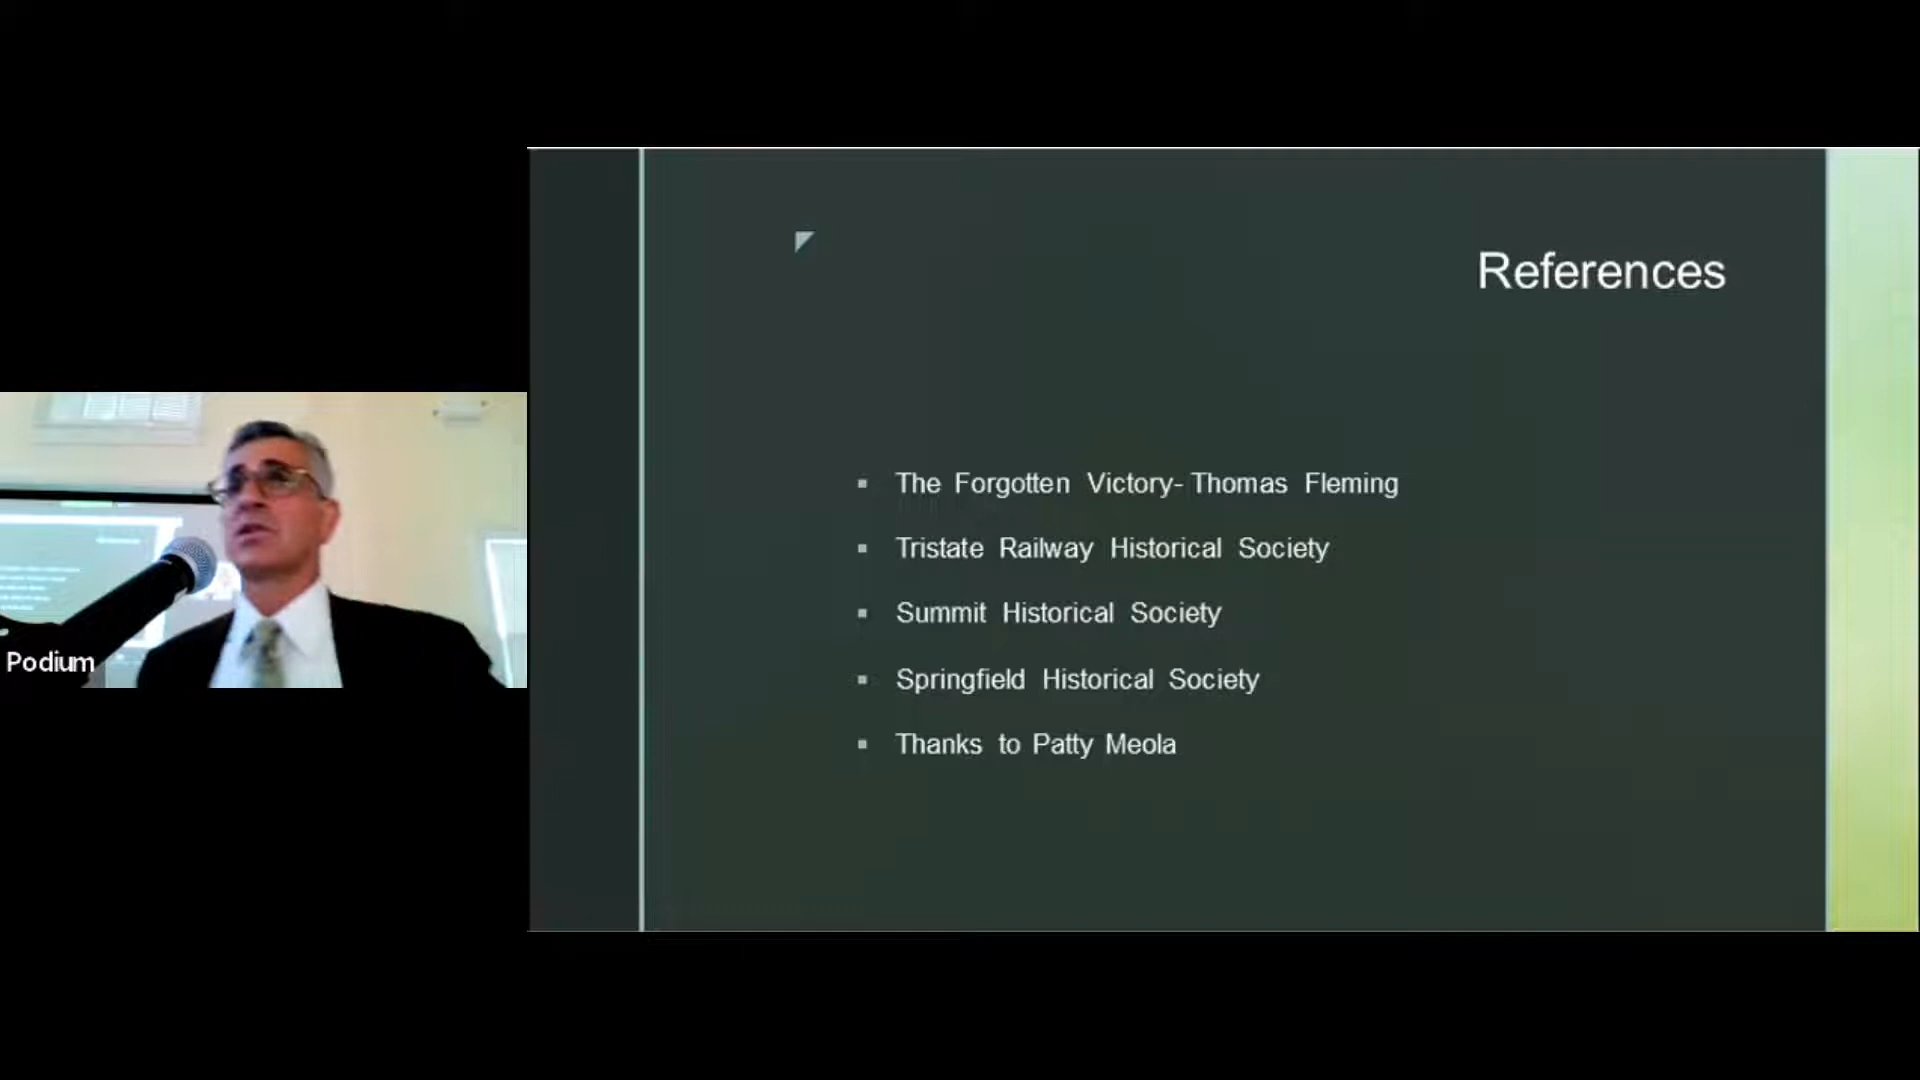 References
The Forgotten Victory- Thomas Fleming
Tristate Railway Historical Society
Summit Historical Society
Springfield Historical Society
Thanks to Patty Meola
Podium